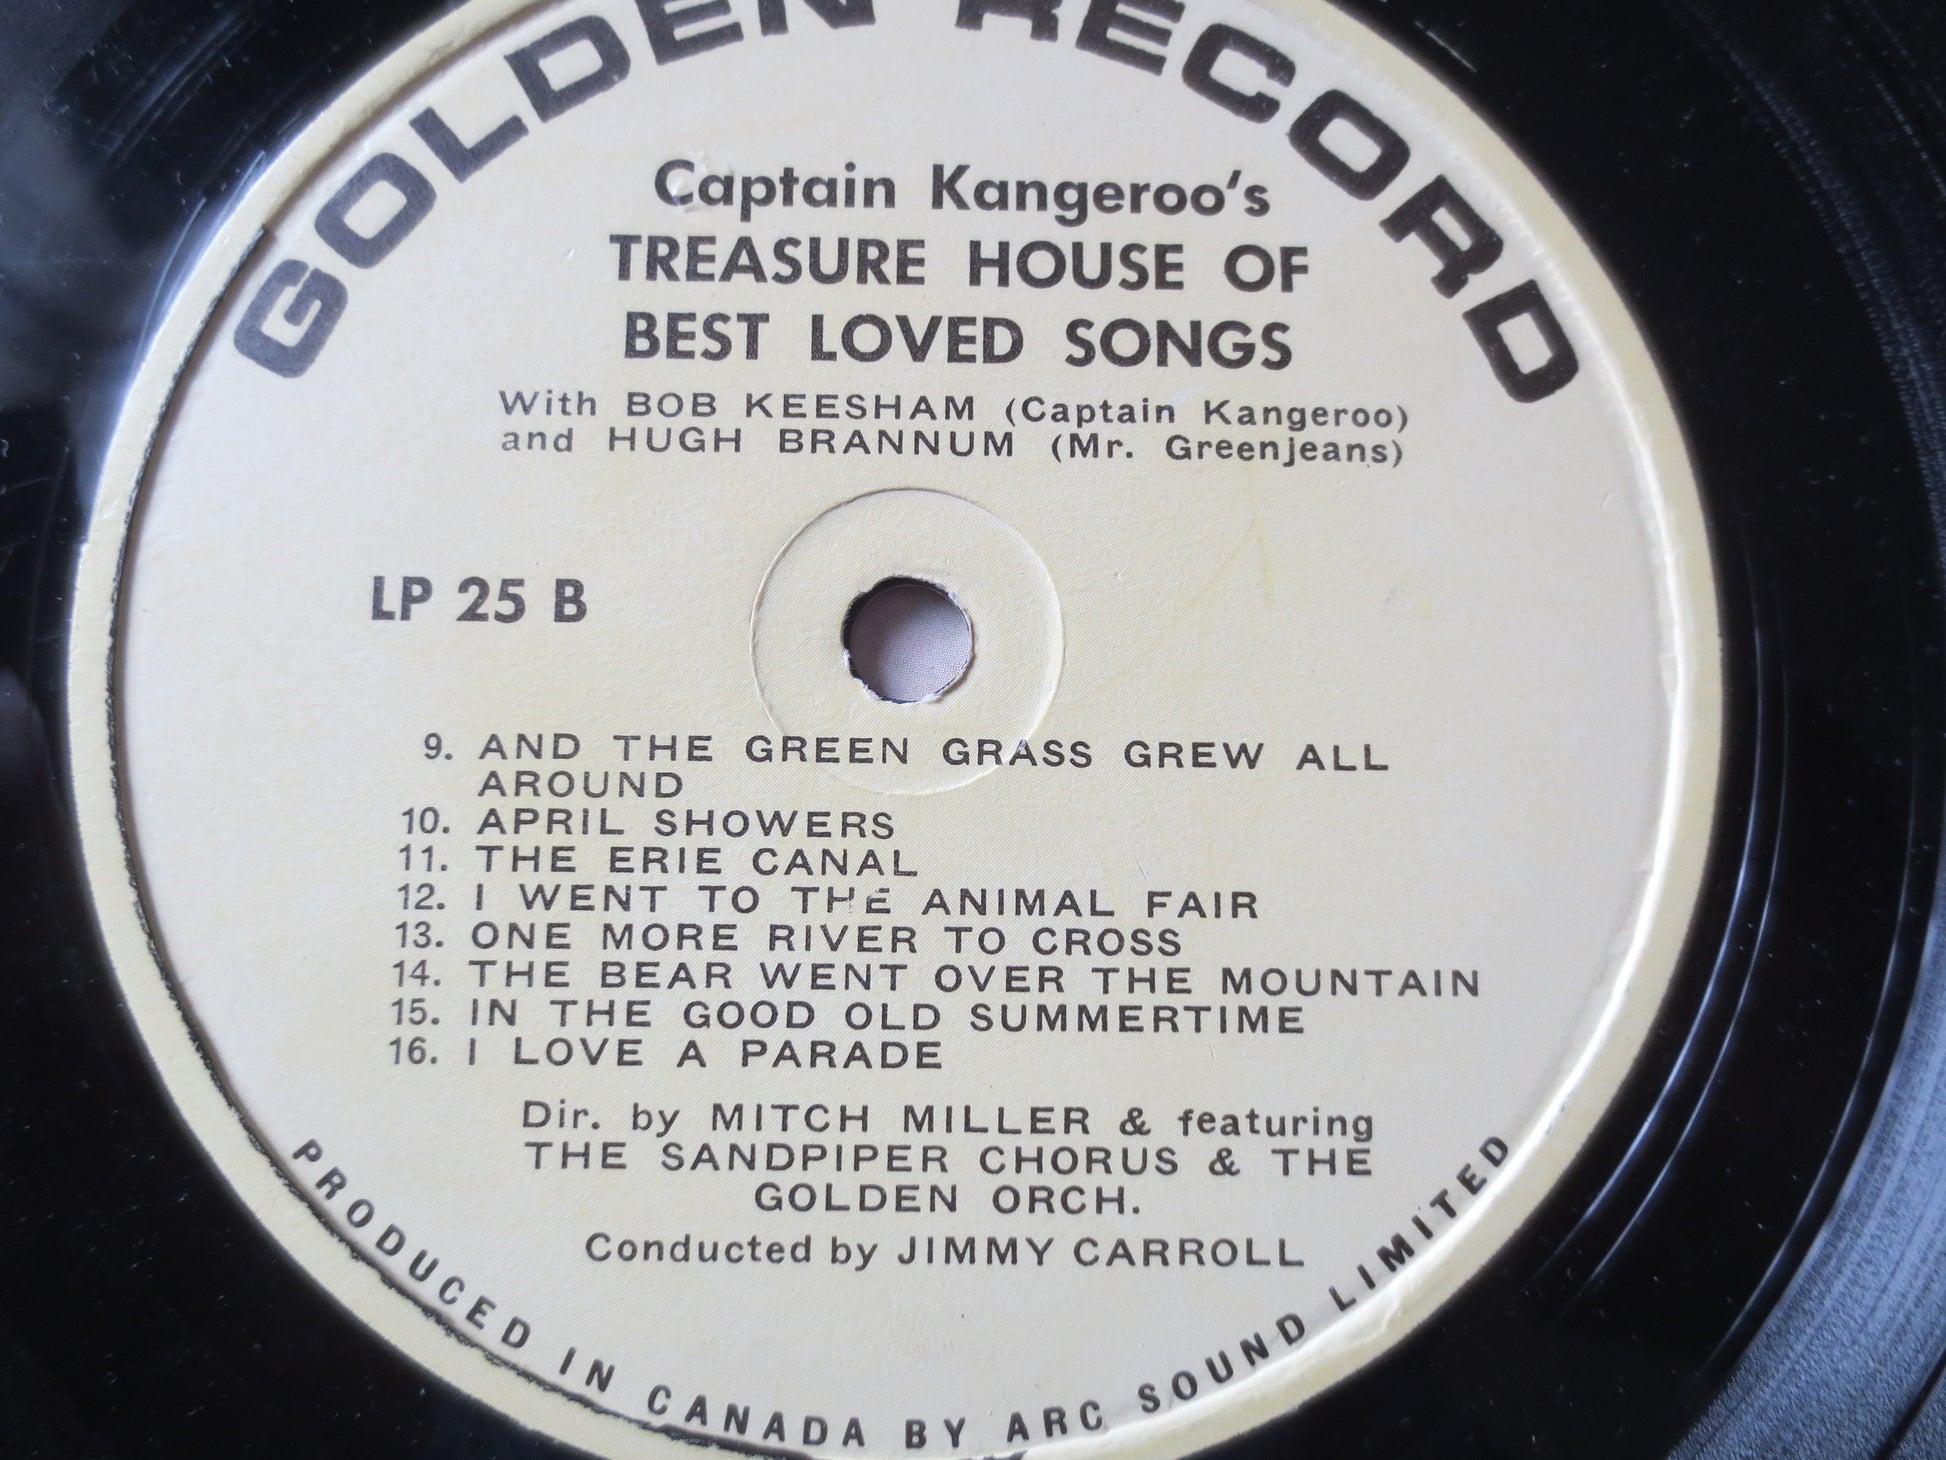 GOLDEN RECORD
Captain Kangeroo's
TREASURE HOUSE OF
BEST LOVED SONGS
With BOB KEESHAM (Captain Kangeroo)
and HUGH BRANNUM (Mr. Greenjeans)
LP 25 B
9. AND THE GREEN GRASS GREW ALL
AROUND
10. APRIL SHOWERS
11. THE ERIE CANAL
12. I WENT TO THE ANIMAL FAIR
13. ONE MORE RIVER TO CROSS
14. THE BEAR WENT OVER THE MOUNTAIN
15. IN THE GOOD OLD SUMMERTIME
16. I LOVE A PARADE
Dir. by MITCH MILLER & featuring
THE SANDPIPER CHORUS & THE
GOLDEN ORCH.
Conducted by JIMMY CARROLL
PRODUCED IN CANADA BY ARC SOUND LIMITED